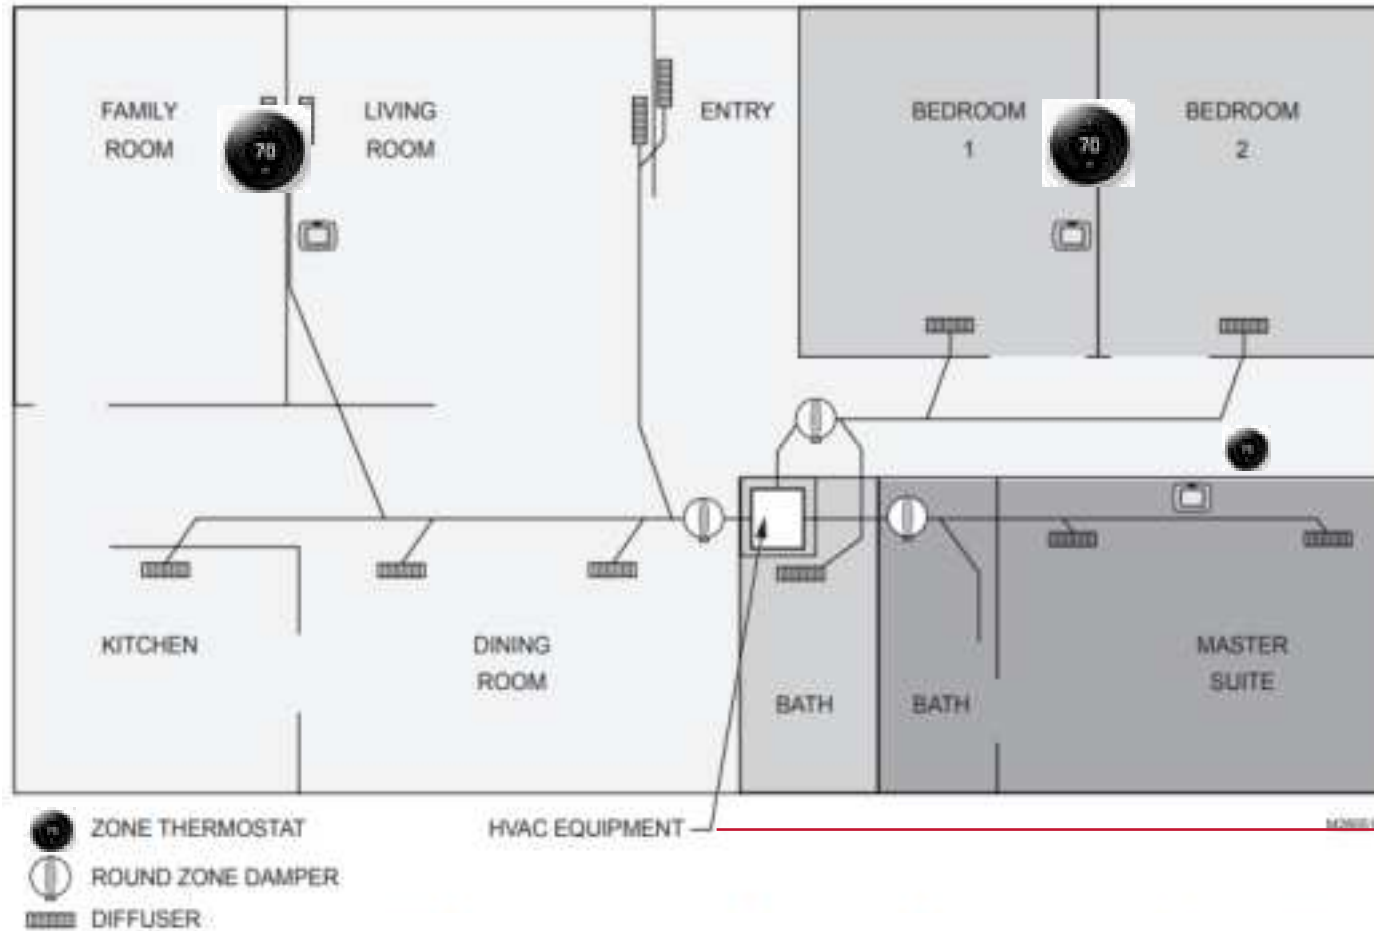 FAMILY
ROOM
LIVING
ROOM
ENTRY
BEDROOM
1
BEDROOM
2
70
70
KITCHEN
DINING
ROOM
BATH
BATH
MASTER
SUITE
ZONE THERMOSTAT
HVAC EQUIPMENT
ROUND ZONE DAMPER
DIFFUSER